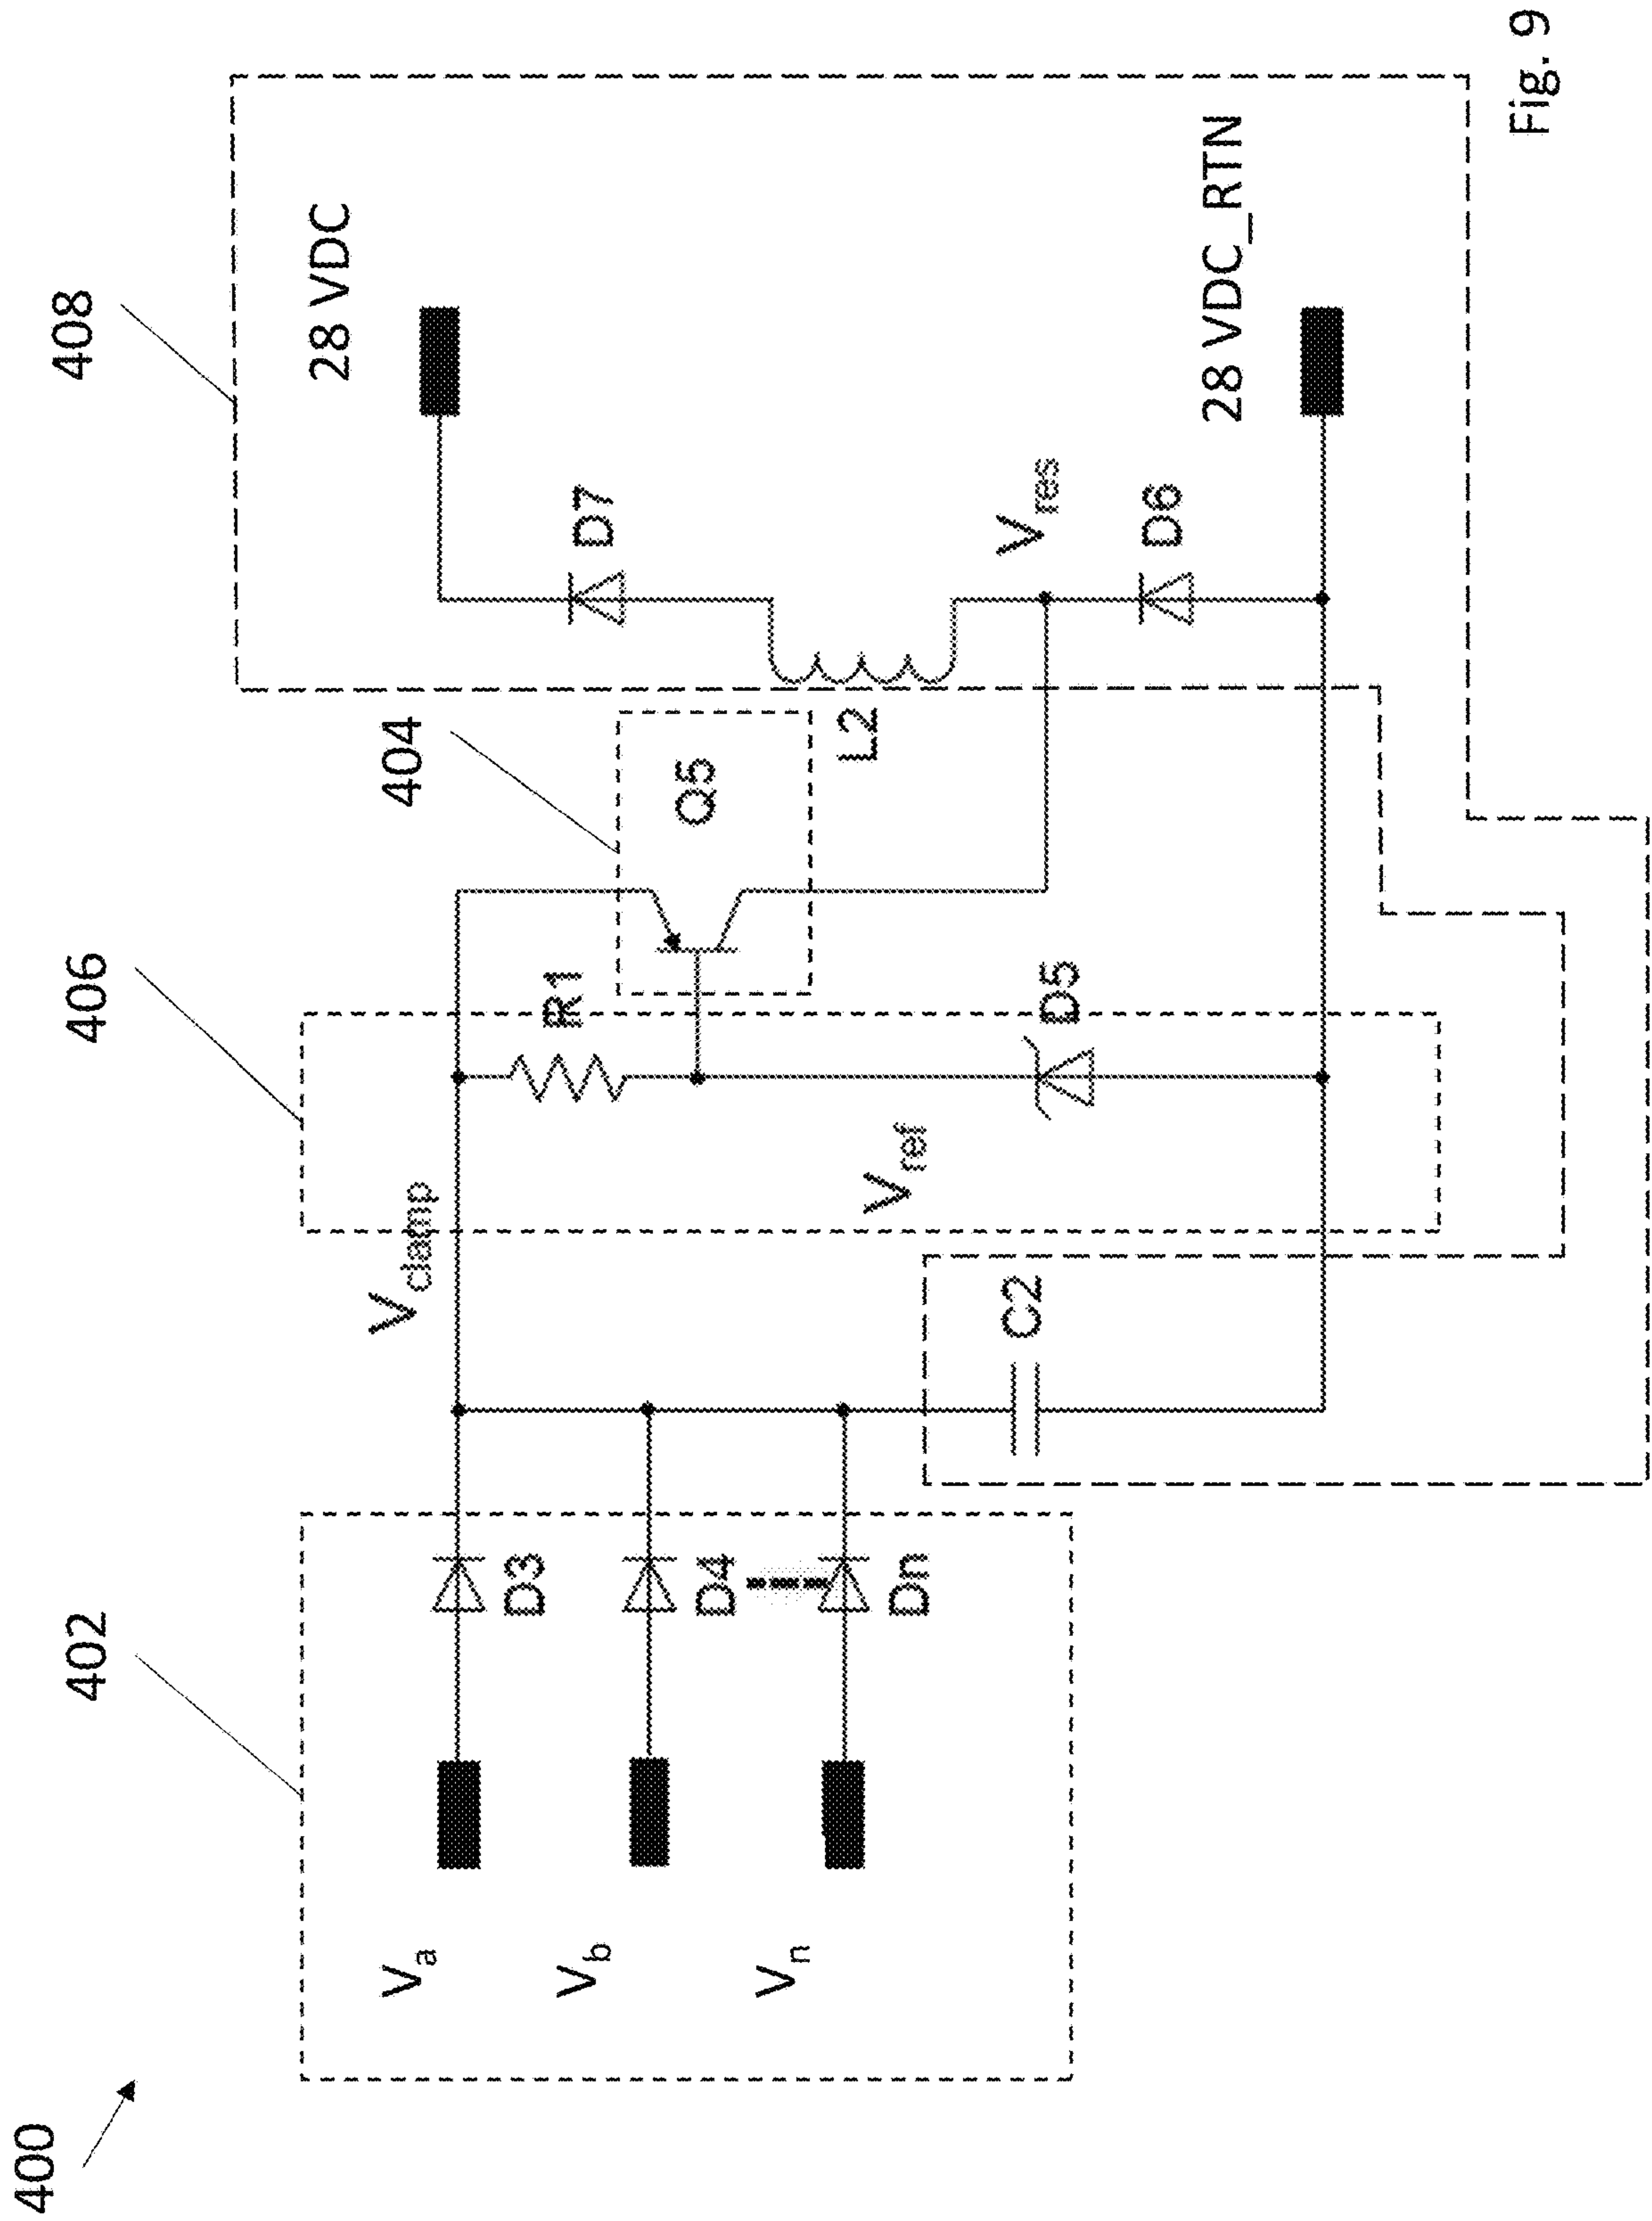 400
402
406
404
408
V_a
V_b
V_n
D3
D4
Dn
V_clamp
C2
V_ref
R1
D5
Q5
L2
D7
V_res
D6
28 VDC
28 VDC_RTN
Fig. 9